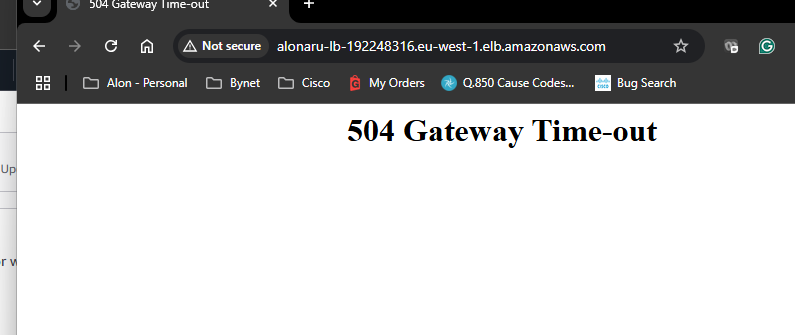 504 Gateway Time-out
Not secure alonaru-lb-192248316.eu-west-1.elb.amazonaws.com
Alon - Personal Bynet Cisco My Orders Q.850 Cause Codes... Bug Search
504 Gateway Time-out
Up
r w